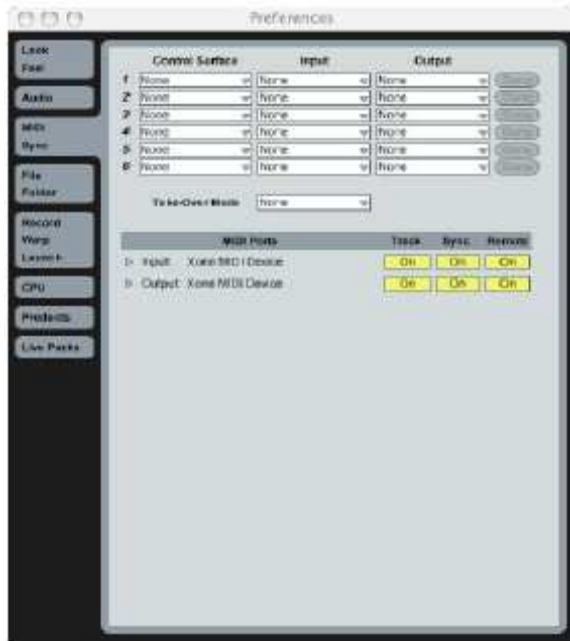 Preferences
Look
Feel
Audio
MIDI
Sync
File
Folder
Record
Warp
Launch
CPU
Products
Live Packs
Control Surface Input Output
1 None None None
2 None None None
3 None None None
4 None None None
5 None None None
6 None None None
Take-Over Mode None
MIDI Ports Track Sync Remote
Input: Xone MIDI Device On On On
Output: Xone MIDI Device On On On